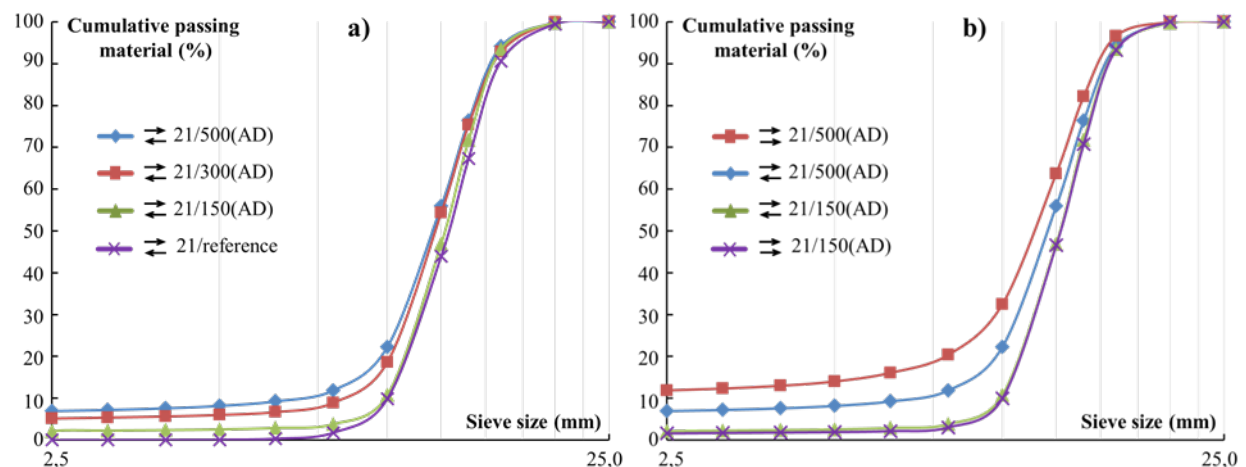 Cumulative passing
material (%)
a)
100
90
80
70
60
50
40
30
20
10
0
21/500(AD)
21/300(AD)
21/150(AD)
21/reference
Sieve size (mm)
2,5
25,0
Cumulative passing
material (%)
b)
100
90
80
70
60
50
40
30
20
10
0
21/500(AD)
21/500(AD)
21/150(AD)
21/150(AD)
Sieve size (mm)
2,5
25,0